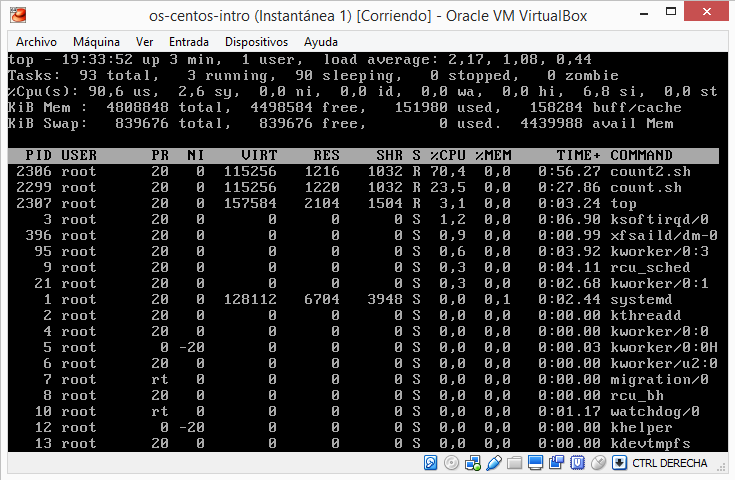 os-centos-intro (Instantánea 1) [Corriendo] - Oracle VM VirtualBox
Archivo Máquina Ver Entrada Dispositivos Ayuda
top - 19:33:52 up 3 min, 1 user, load average: 2,17, 1,08, 0,44
Tasks: 93 total, 3 running, 90 sleeping, 0 stopped, 0 zombie
%Cpu(s): 90,6 us, 2,6 sy, 0,0 ni, 0,0 id, 0,0 wa, 0,0 hi, 6,8 si, 0,0 st
KiB Mem : 4808848 total, 4498584 free, 151980 used, 158284 buff/cache
KiB Swap: 839676 total, 839676 free, 0 used. 4439988 avail Mem
PID USER PR NI VIRT RES SHR S %CPU %MEM TIME+ COMMAND
2306 root 20 0 115256 1216 1032 R 70,4 0,0 0:56.27 count2.sh
2299 root 20 0 115256 1220 1032 R 23,5 0,0 0:27.86 count.sh
2307 root 20 0 157584 2104 1504 R 3,1 0,0 0:03.24 top
3 root 20 0 0 0 0 S 1,2 0,0 0:06.90 ksoftirqd/0
396 root 20 0 0 0 0 S 0,9 0,0 0:00.99 xfsaild/dm-0
95 root 20 0 0 0 0 S 0,6 0,0 0:03.92 kworker/0:3
9 root 20 0 0 0 0 S 0,3 0,0 0:04.11 rcu_sched
21 root 20 0 0 0 0 S 0,3 0,0 0:02.68 kworker/0:1
1 root 20 0 128112 6704 3948 S 0,0 0,1 0:02.44 systemd
2 root 20 0 0 0 0 S 0,0 0,0 0:00.00 kthreadd
4 root 20 0 0 0 0 S 0,0 0,0 0:00.00 kworker/0:0
5 root 0 -20 0 0 0 S 0,0 0,0 0:00.03 kworker/0:0H
6 root 20 0 0 0 0 S 0,0 0,0 0:00.00 kworker/u2:0
7 root rt 0 0 0 0 S 0,0 0,0 0:00.00 migration/0
8 root 20 0 0 0 0 S 0,0 0,0 0:00.00 rcu_bh
10 root rt 0 0 0 0 S 0,0 0,0 0:01.17 watchdog/0
12 root 0 -20 0 0 0 S 0,0 0,0 0:00.00 khelper
13 root 20 0 0 0 0 S 0,0 0,0 0:00.00 kdevtmpfs
CTRL DERECHA